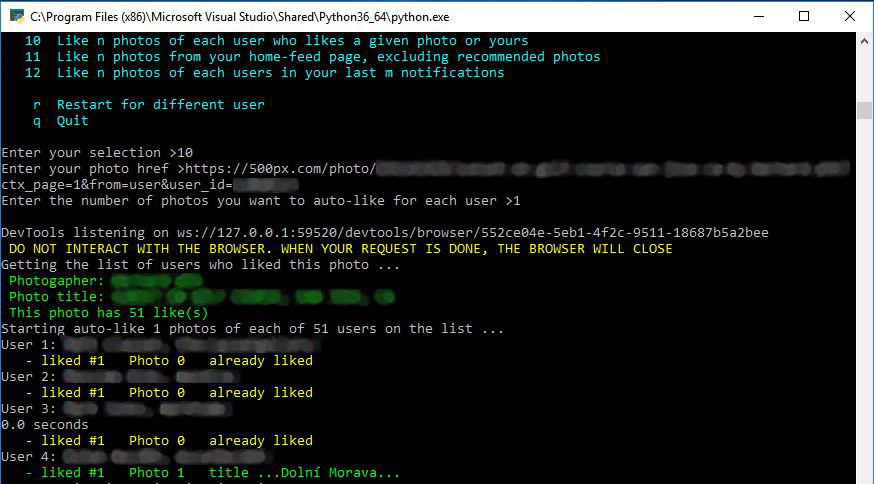 C:\Program Files (x86)\Microsoft Visual Studio\Shared\Python36_64\python.exe
10 Like n photos of each user who likes a given photo or yours
11 Like n photos from your home-feed page, excluding recommended photos
12 Like n photos of each users in your last m notifications
r Restart for different user
q Quit
Enter your selection >10
Enter your photo href >https://500px.com/photo/
ctx_page=1&from=user&user_id=
Enter the number of photos you want to auto-like for each user >1
DevTools listening on ws://127.0.0.1:59520/devtools/browser/552ce04e-5eb1-4f2c-9511-18687b5a2bee
DO NOT INTERACT WITH THE BROWSER. WHEN YOUR REQUEST IS DONE, THE BROWSER WILL CLOSE
Getting the list of users who liked this photo ...
Photogapher:
Photo title:
This photo has 51 like(s)
Starting auto-like 1 photos of each of 51 users on the list ...
User 1:
- liked #1 Photo 0 already liked
User 2:
- liked #1 Photo 0 already liked
User 3:
0.0 seconds
- liked #1 Photo 0 already liked
User 4:
- liked #1 Photo 1 title ...Dolní Morava...